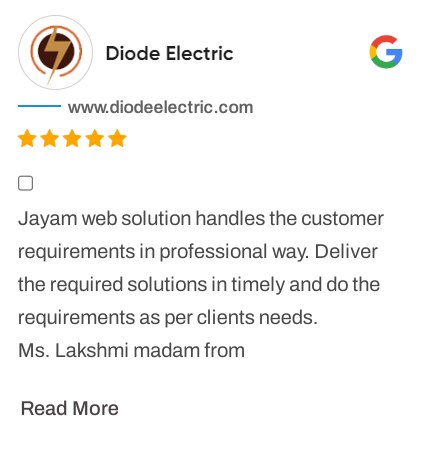 Diode Electric
www.diodeelectric.com
Jayam web solution handles the customer
requirements in professional way. Deliver
the required solutions in timely and do the
requirements as per clients needs.
Ms. Lakshmi madam from
Read More